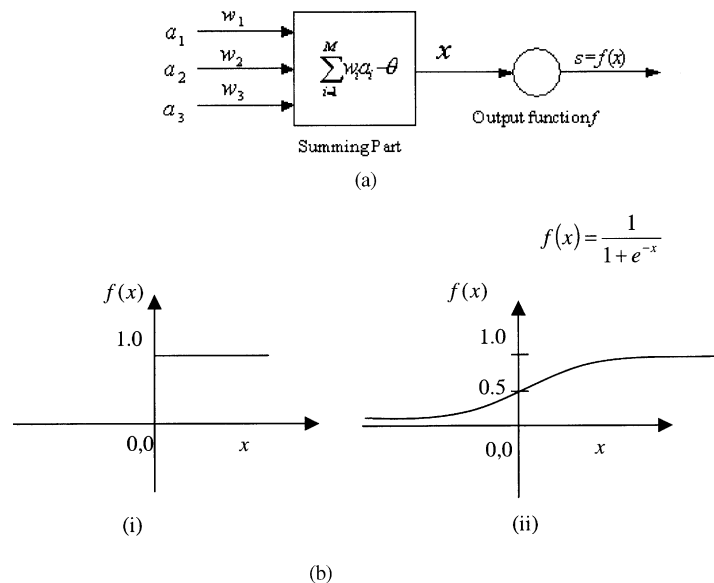 a₁ w₁
a₂ w₂
a₃ w₃
M
∑ wᵢaᵢ−θ
i=1
x
s=f(x)
Output function f
Summing Part
(a)
f(x)=1/(1+e⁻ˣ)
f(x)
1.0
0,0
x
(i)
f(x)
1.0
0.5
0,0
x
(ii)
(b)